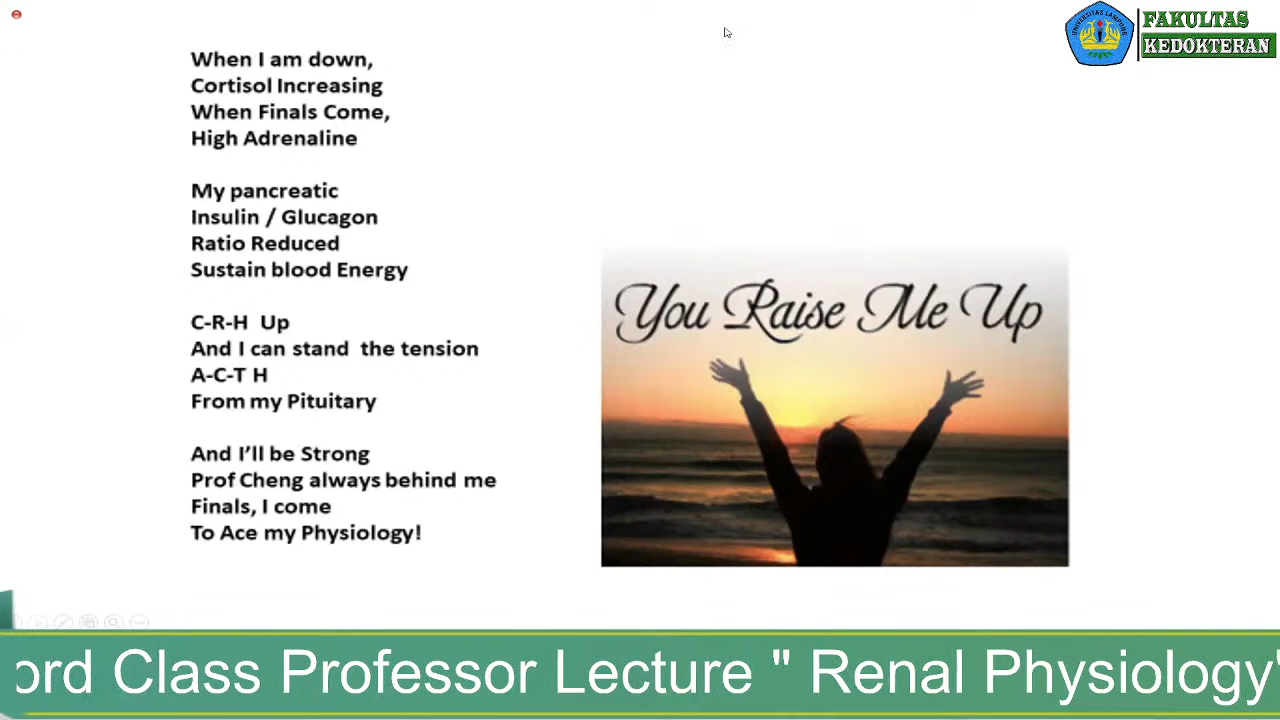 When I am down,
Cortisol Increasing
When Finals Come,
High Adrenaline
My pancreatic
Insulin / Glucagon
Ratio Reduced
Sustain blood Energy
C-R-H Up
And I can stand the tension
A-C-T H
From my Pituitary
And I'll be Strong
Prof Cheng always behind me
Finals, I come
To Ace my Physiology!
You Raise Me Up
UNIVERSITAS LAMPUNG
FAKULTAS
KEDOKTERAN
ord Class Professor Lecture " Renal Physiology"